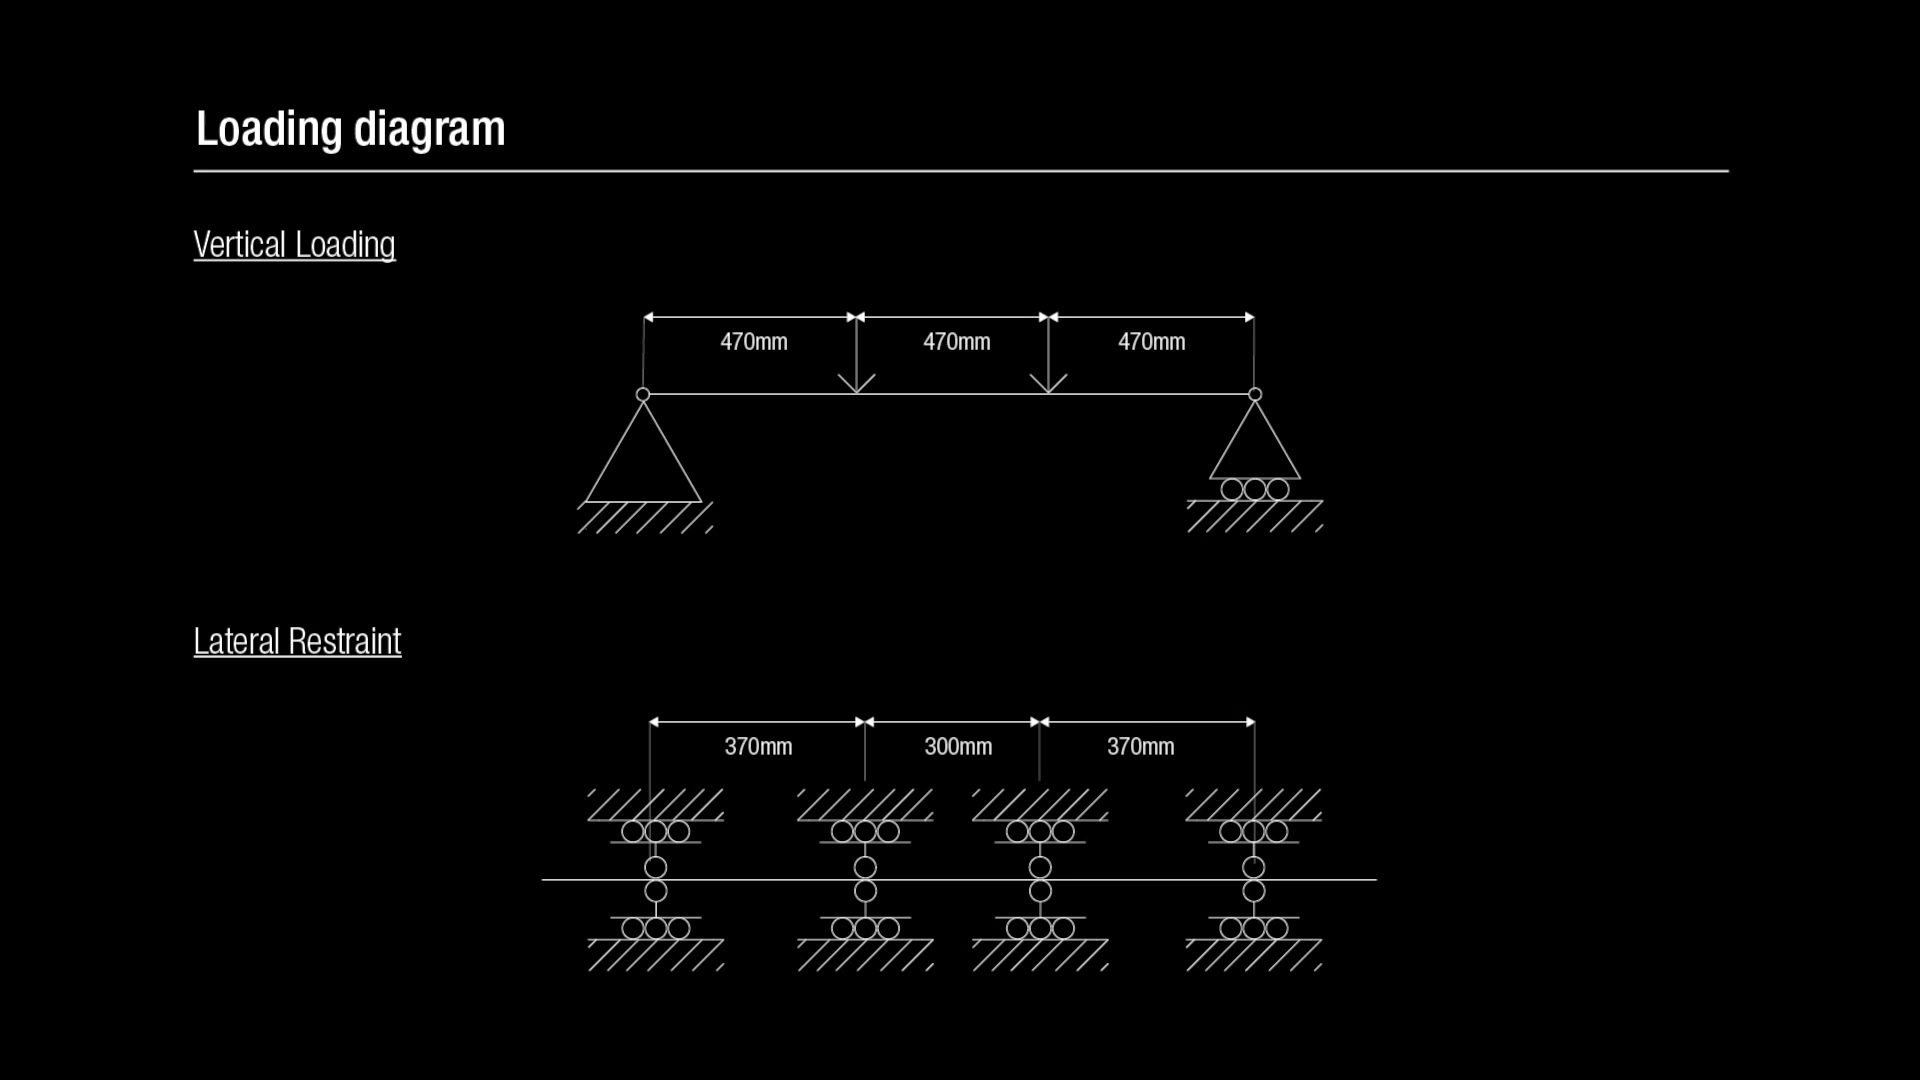 Loading diagram
Vertical Loading
470mm 470mm 470mm
Lateral Restraint
370mm 300mm 370mm